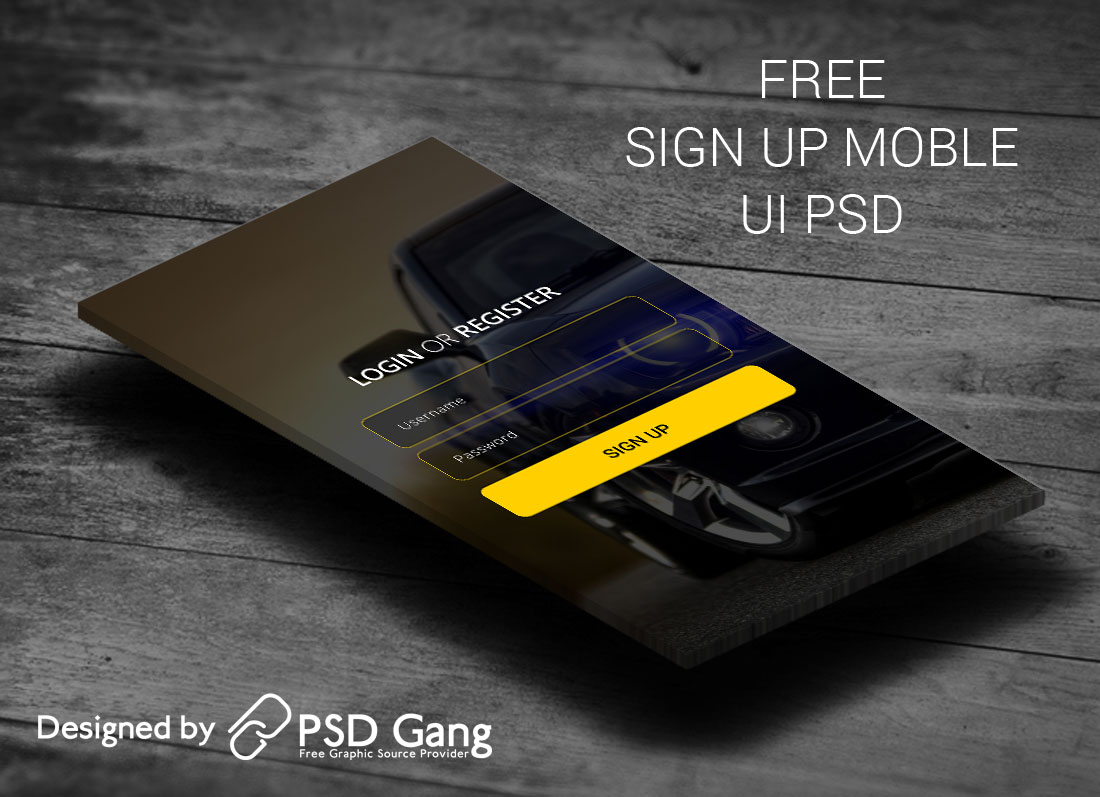 FREE
SIGN UP MOBLE
UI PSD
LOGIN OR REGISTER
Username
Password
SIGN UP
Designed by PSD Gang
Free Graphic Source Provider